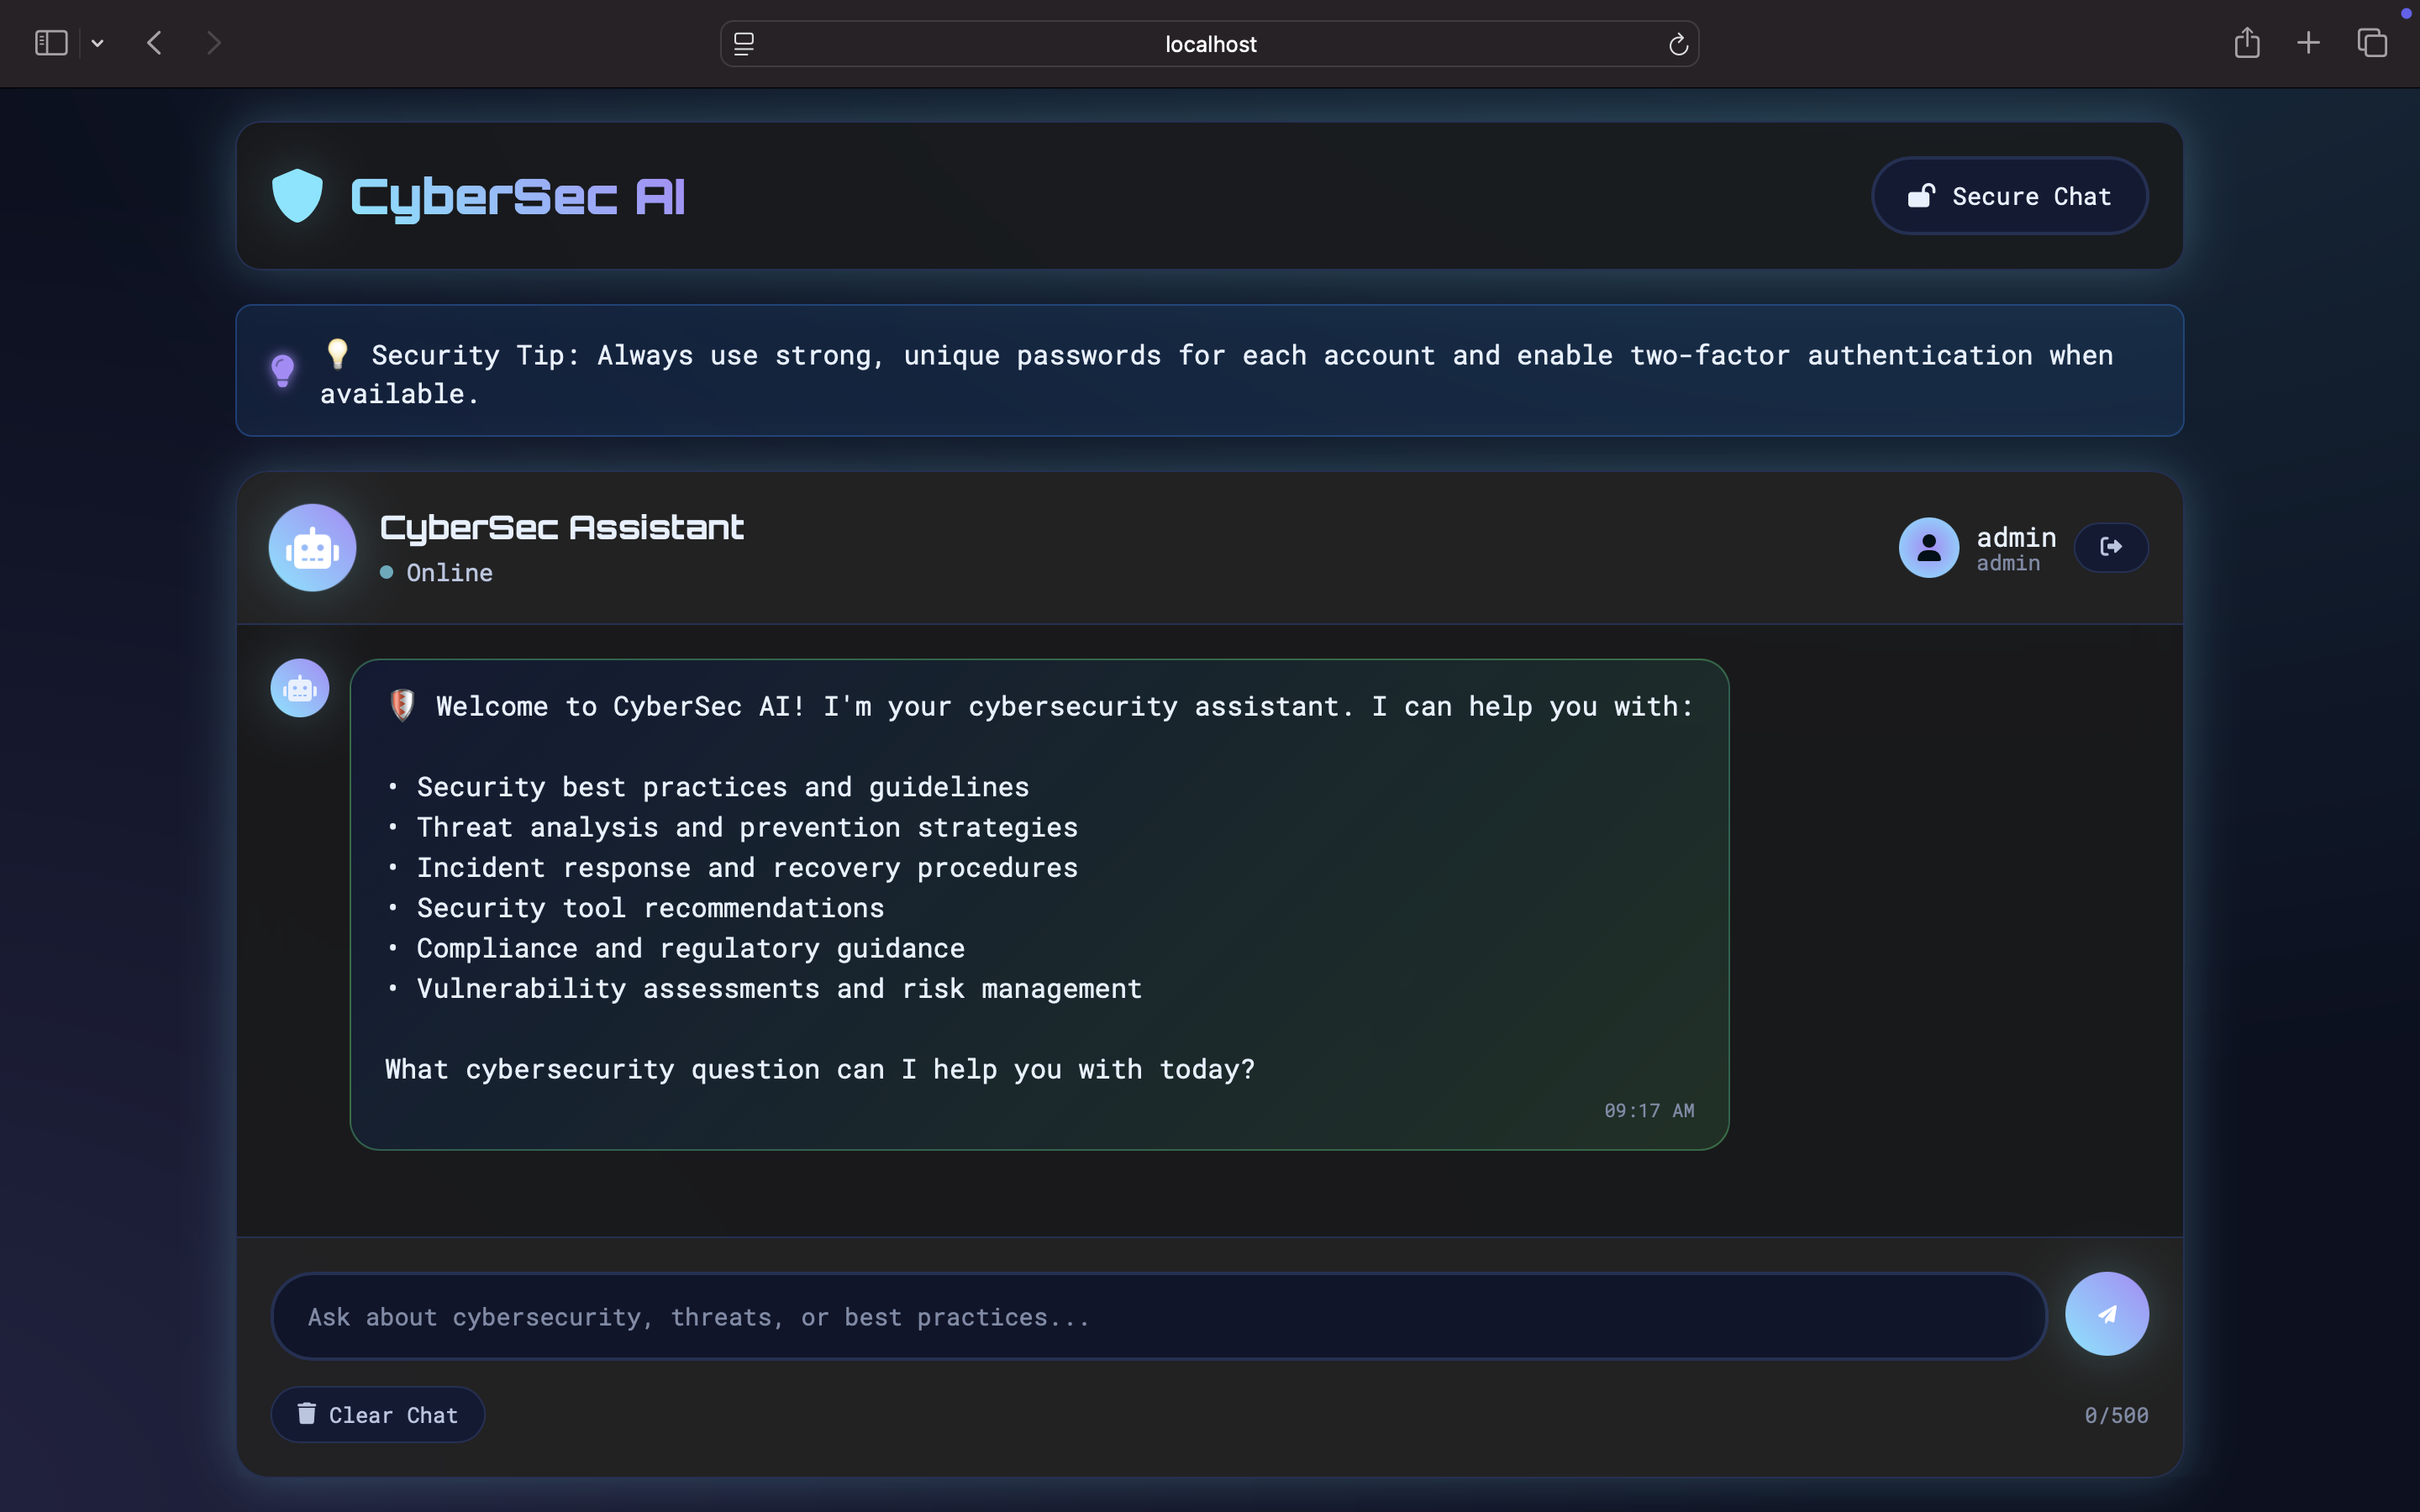 localhost
CyberSec AI
Secure Chat
💡 Security Tip: Always use strong, unique passwords for each account and enable two-factor authentication when
available.
CyberSec Assistant
Online
admin
admin
🛡️ Welcome to CyberSec AI! I'm your cybersecurity assistant. I can help you with:
• Security best practices and guidelines
• Threat analysis and prevention strategies
• Incident response and recovery procedures
• Security tool recommendations
• Compliance and regulatory guidance
• Vulnerability assessments and risk management
What cybersecurity question can I help you with today?
09:17 AM
Ask about cybersecurity, threats, or best practices...
Clear Chat
0/500